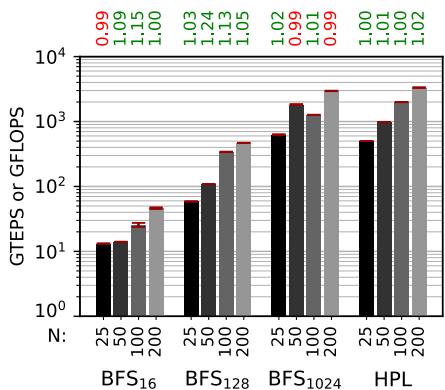 0.99 1.09 1.15 1.00 1.03 1.24 1.13 1.05 1.02 0.99 1.01 0.99 1.00 1.01 1.00 1.02
GTEPS or GFLOPS
10⁴
10³
10²
10¹
10⁰
N: 25 50 100 200 25 50 100 200 25 50 100 200 25 50 100 200
BFS₁₆ BFS₁₂₈ BFS₁₀₂₄ HPL